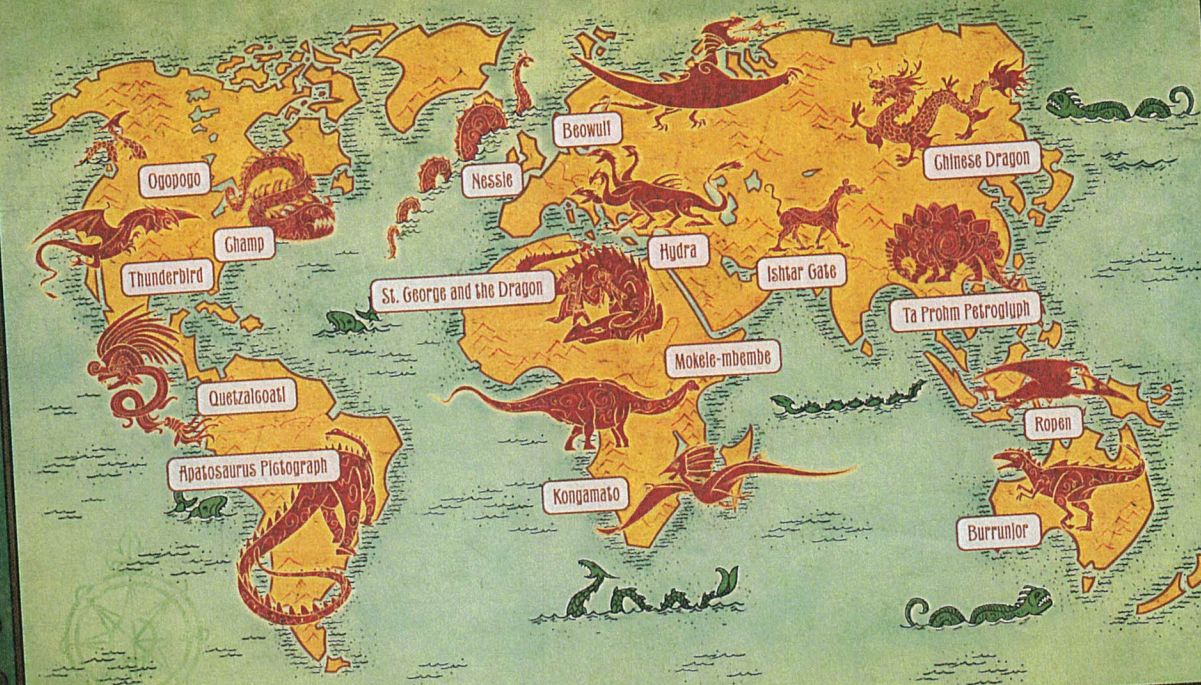 Beowulf
Chinese Dragon
Ogopogo
Nessie
Champ
Hydra
Thunderbird
Ishtar Gate
St. George and the Dragon
Ta Prohm Petroglyph
Mokele-mbembe
Quetzalcoatl
Ropen
Apatosaurus Pictograph
Kongamato
Burrunjor